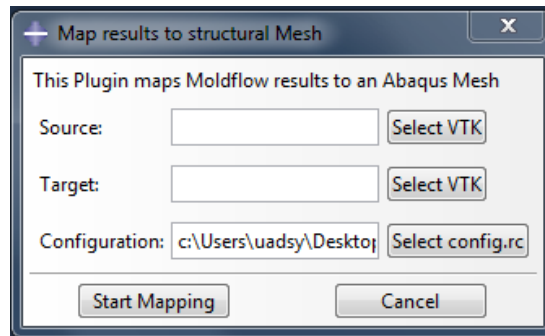 Map results to structural Mesh
X
This Plugin maps Moldflow results to an Abaqus Mesh
Source: Select VTK
Target: Select VTK
Configuration: c:\Users\uadsy\Desktop Select config.rc
Start Mapping Cancel